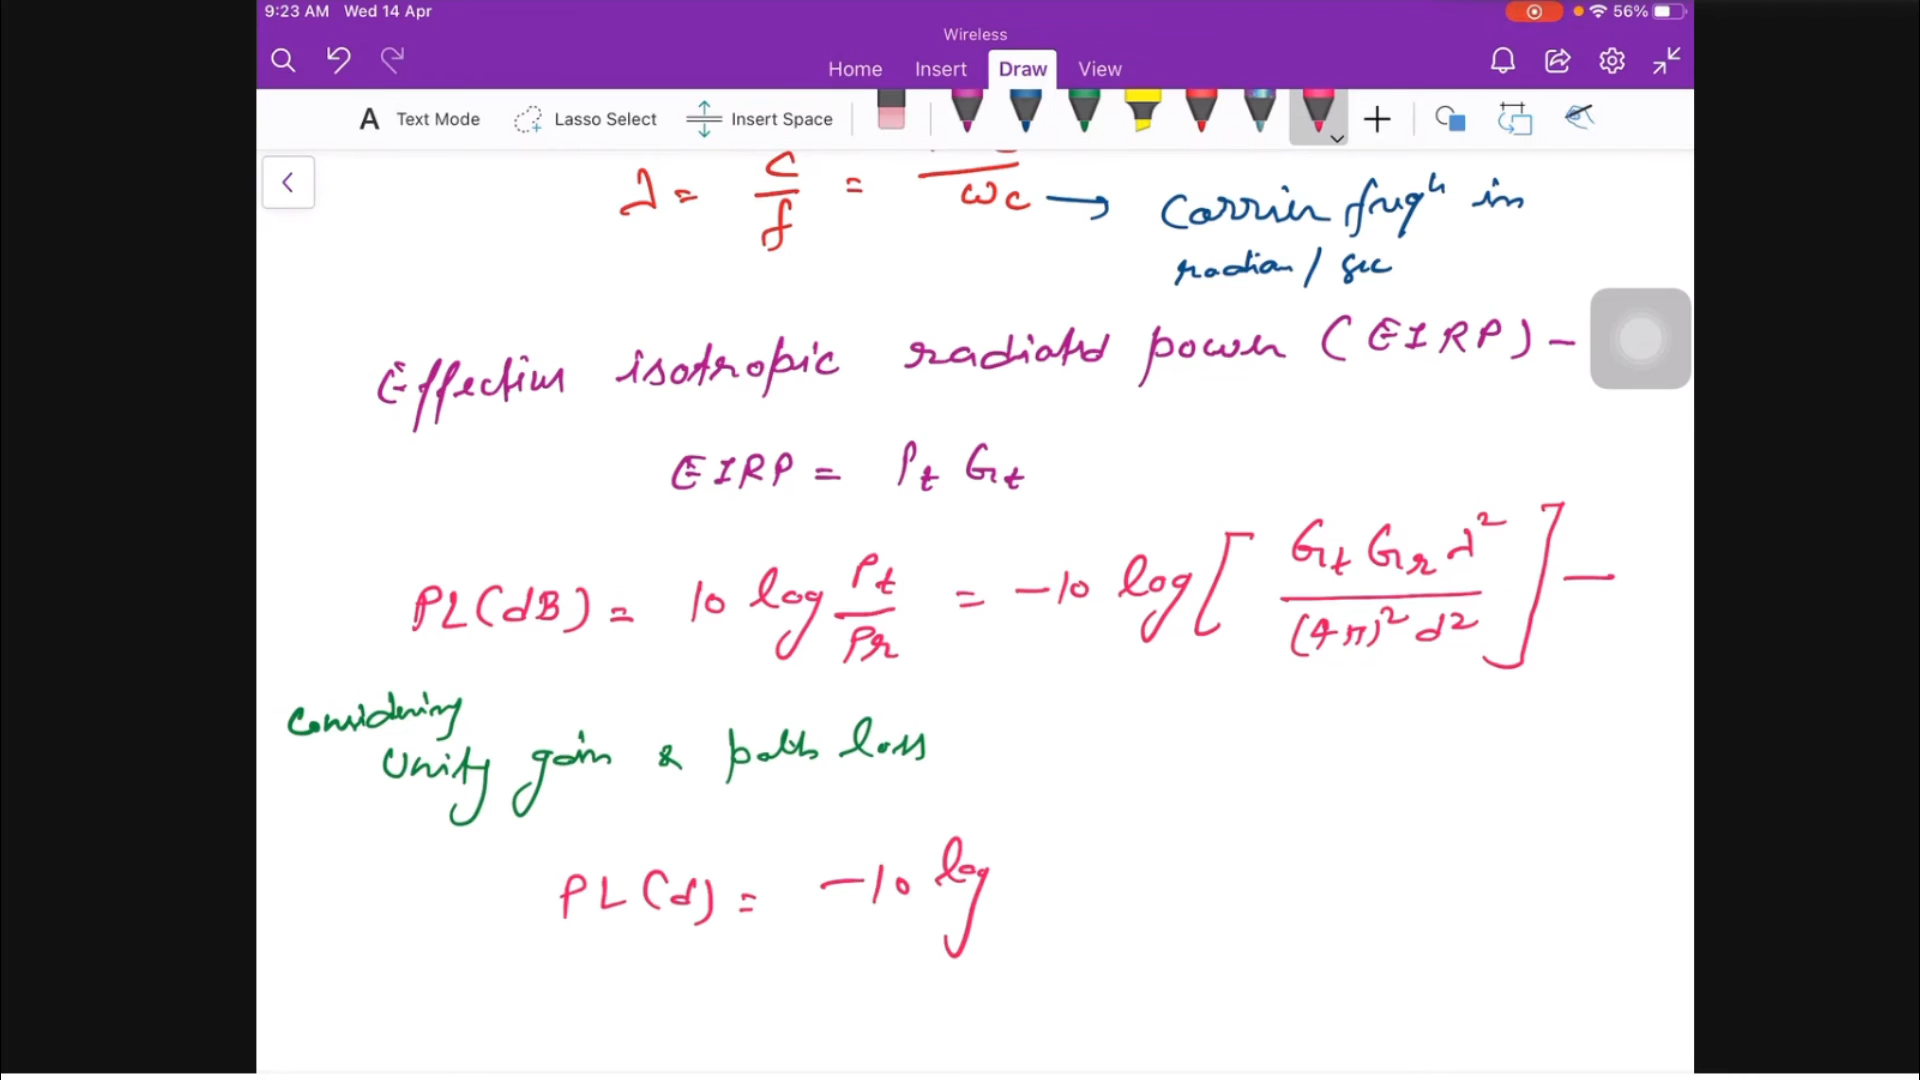 9:23 AM Wed 14 Apr
56%
Wireless
Home Insert Draw View
A Text Mode Lasso Select Insert Space
λ = c/f = /ωc → Carrier freqⁿ in
radian/sec
Effective isotropic radiated power (EIRP) -
EIRP = Pt Gt
PL(dB) = 10 log Pt/Pr = -10 log [Gt Gr λ²/(4π)² d²] -
Considering
Unity gain & path loss
PL(d) = -10 log